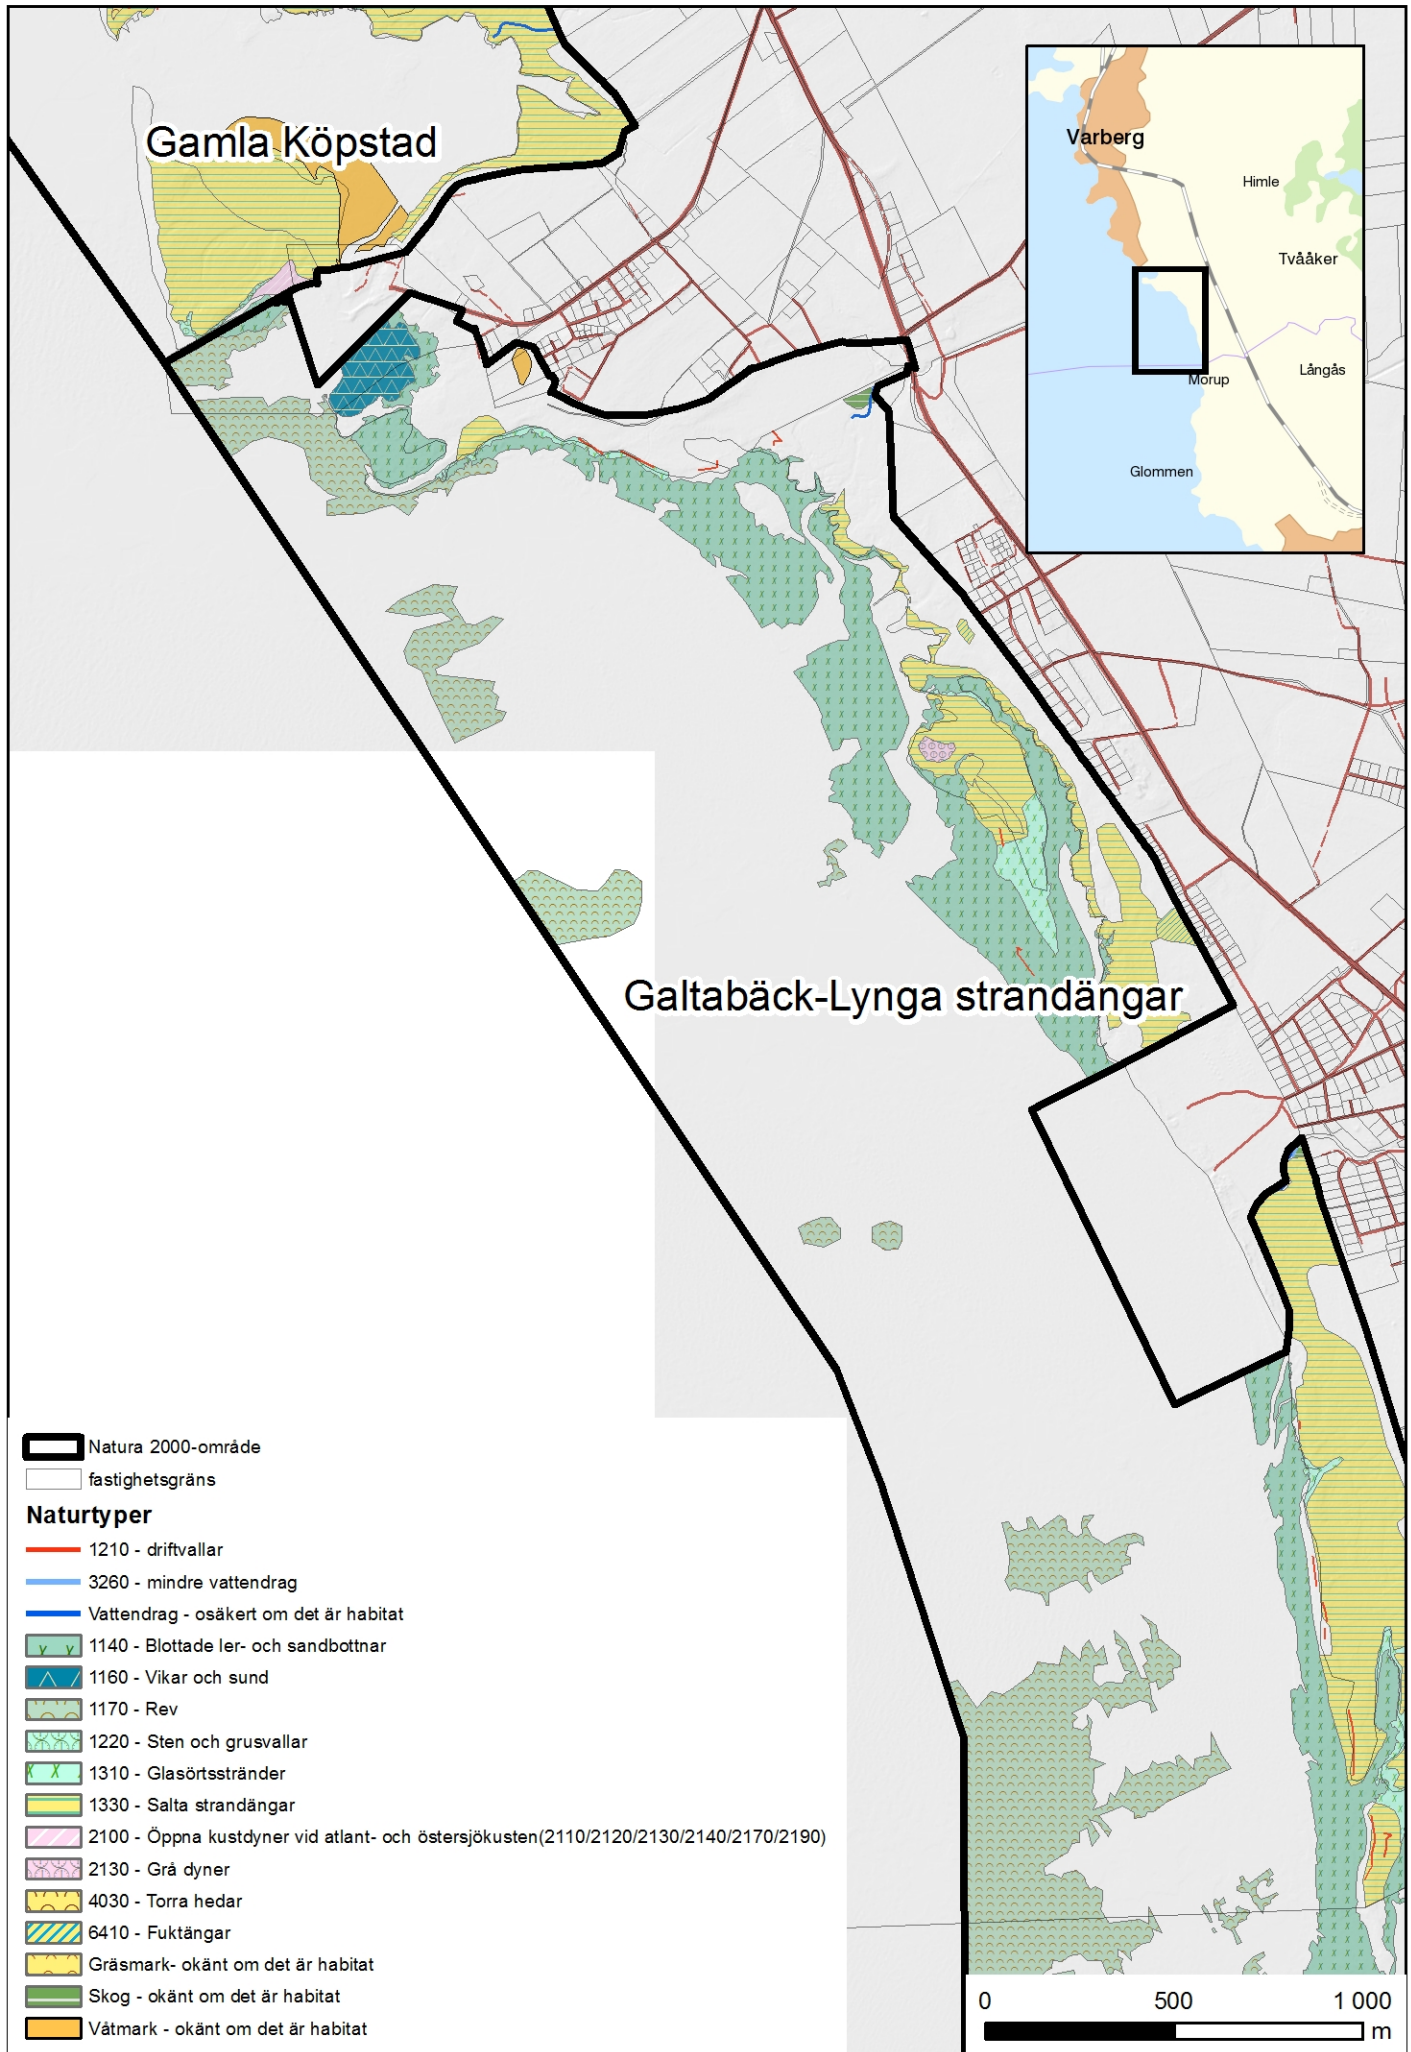 Gamla Köpstad
Varberg
Himle
Tvååker
Långås
Morup
Glommen
Galtabäck-Lynga strandängar
Natura 2000-område
fastighetsgräns
Naturtyper
1210 - driftvallar
3260 - mindre vattendrag
Vattendrag - osäkert om det är habitat
1140 - Blottade ler- och sandbottnar
1160 - Vikar och sund
1170 - Rev
1220 - Sten och grusvallar
1310 - Glasörtsstränder
1330 - Salta strandängar
2100 - Öppna kustdyner vid atlant- och östersjökusten(2110/2120/2130/2140/2170/2190)
2130 - Grå dyner
4030 - Torra hedar
6410 - Fuktängar
Gräsmark- okänt om det är habitat
Skog - okänt om det är habitat
Våtmark - okänt om det är habitat
0 500 1 000
m